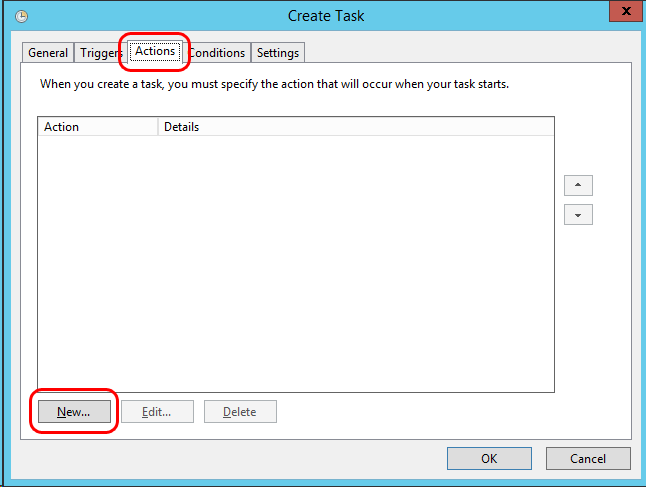 Create Task
General Triggers Actions Conditions Settings
When you create a task, you must specify the action that will occur when your task starts.
Action Details
New... Edit... Delete
OK Cancel